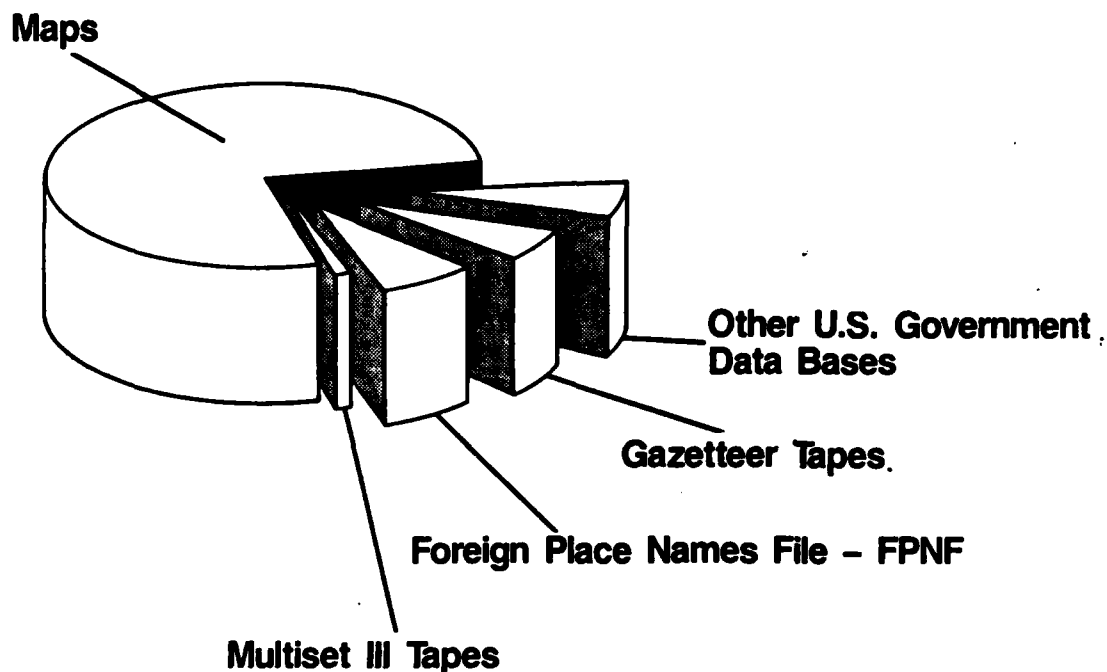 Maps
Other U.S. Government
Data Bases
Gazetteer Tapes.
Foreign Place Names File – FPNF
Multiset III Tapes